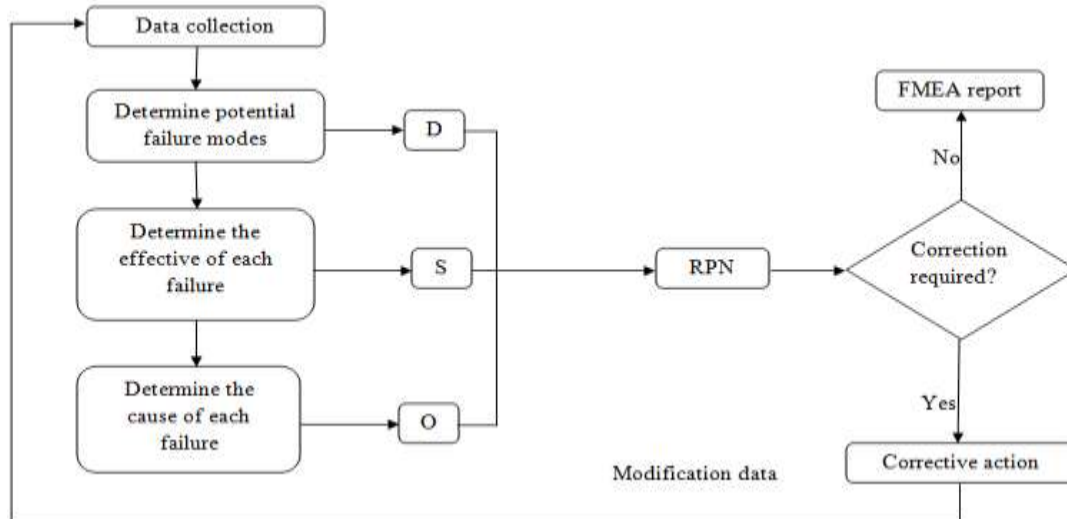 Data collection
Determine potential
failure modes
D
Determine the
effective of each
failure
S
Determine the
cause of each
failure
O
RPN
Correction
required?
No
FMEA report
Yes
Corrective action
Modification data